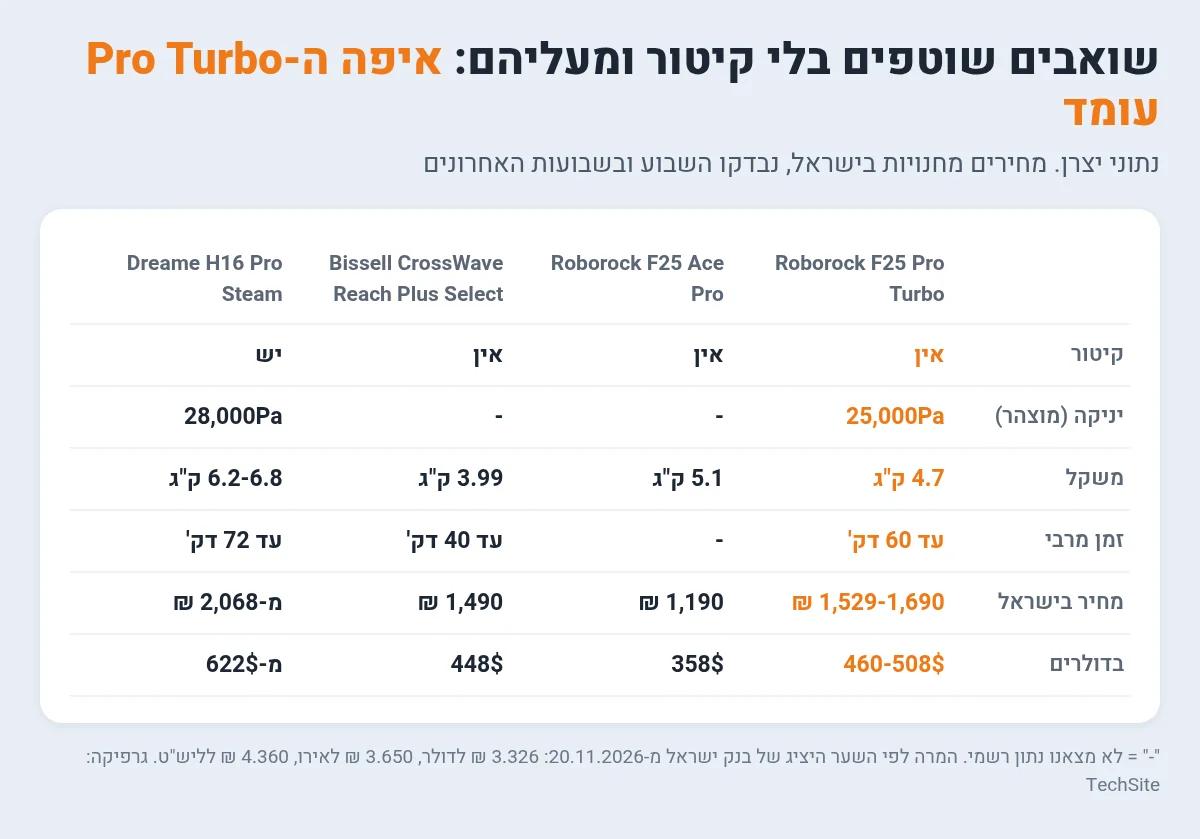 שואבים שוטפים בלי קיטור ומעליהם: איפה ה-Pro Turbo
עומד
נתוני יצרן. מחירים מחנויות בישראל, נבדקו השבוע ובשבועות האחרונים
Roborock F25 Pro Turbo Roborock F25 Ace Pro Bissell CrossWave Reach Plus Select Dreame H16 Pro Steam
קיטור אין אין אין יש
יניקה (מוצהר) 25,000Pa - - 28,000Pa
משקל 4.7 ק"ג 5.1 ק"ג 3.99 ק"ג 6.2-6.8 ק"ג
זמן מרבי עד 60 דק' - עד 40 דק' עד 72 דק'
מחיר בישראל 1,529-1,690 ₪ 1,190 ₪ 1,490 ₪ מ-2,068 ₪
בדולרים 460-508$ 358$ 448$ מ-622$
"-" = לא מצאנו נתון רשמי. המרה לפי השער היציג של בנק ישראל מ-20.11.2026: 3.326 ₪ לדולר, 3.650 ₪ לאירו, 4.360 ₪ לליש"ט. גרפיקה:
TechSite